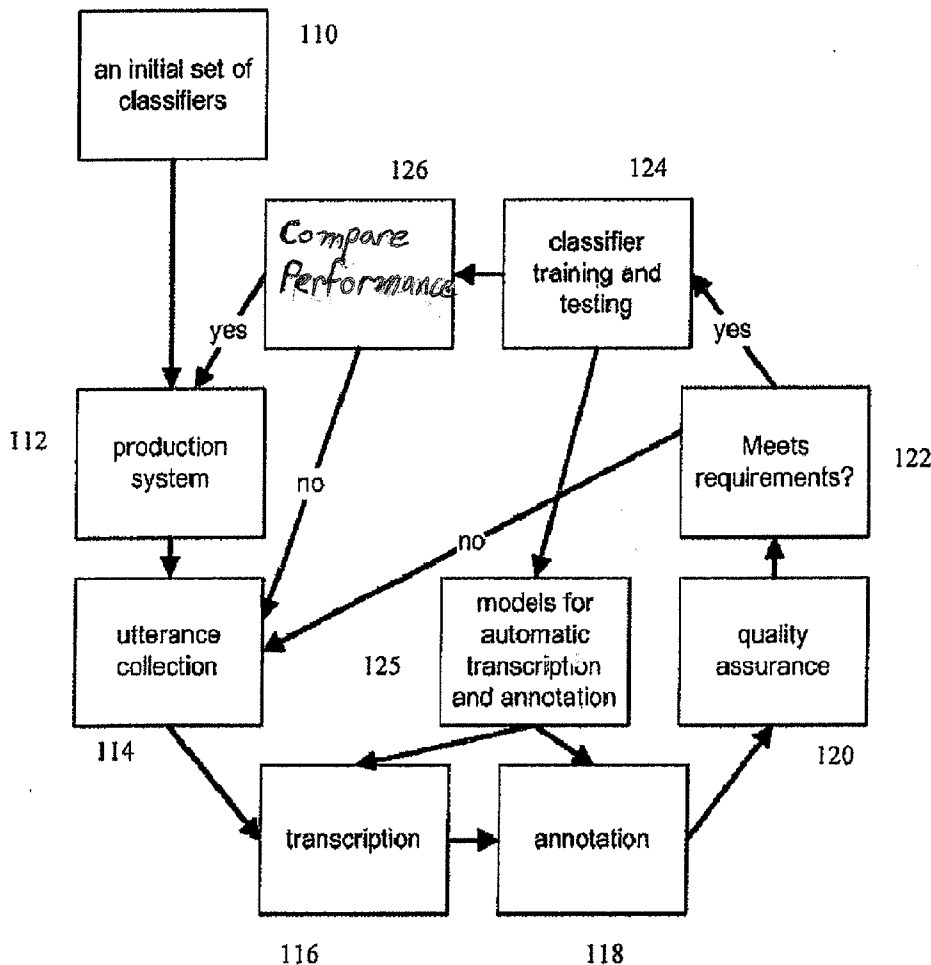 110
an initial set of
classifiers
126
124
Compare
Performance
classifier
training and
testing
yes
yes
112
production
system
no
Meets
requirements?
122
no
utterance
collection
125
models for
automatic
transcription
and annotation
quality
assurance
114
120
transcription
annotation
116
118